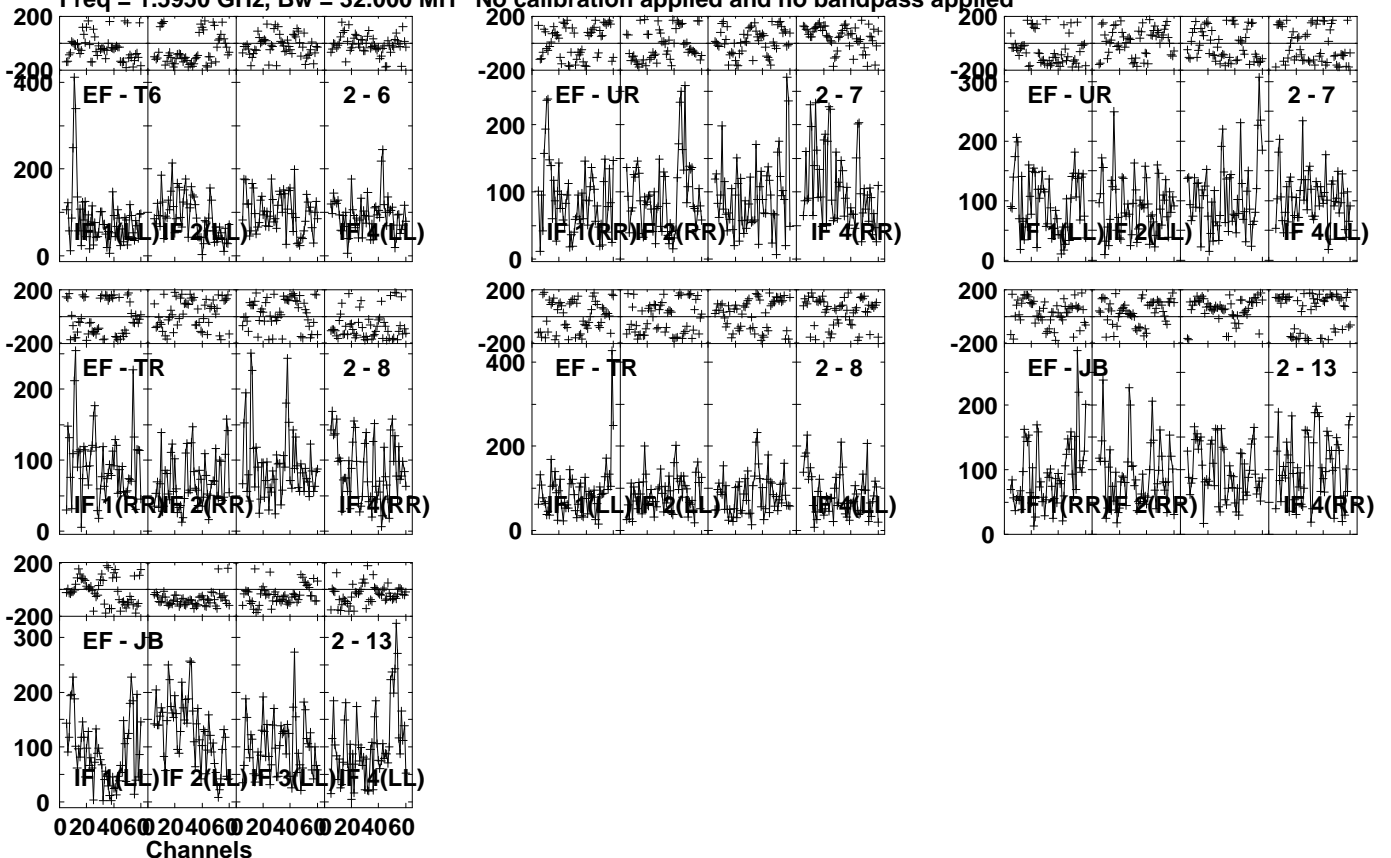 Freq = 1.5950 GHz, Bw = 32.000 MH No calibration applied and no bandpass applied
200
-200
400
200
0
EF - T6
2 - 6
IF 1(LL)
IF 2(LL)
IF 4(LL)
200
-200
200
100
0
EF - UR
2 - 7
IF 1(RR)
IF 2(RR)
IF 4(RR)
200
-200
300
200
100
0
EF - UR
2 - 7
IF 1(LL)
IF 2(LL)
IF 4(LL)
200
-200
200
100
0
EF - TR
2 - 8
IF 1(RR)
IF 2(RR)
IF 4(RR)
200
-200
400
200
0
EF - TR
2 - 8
IF 1(LL)
IF 2(LL)
IF 4(LL)
200
-200
200
100
0
EF - JB
2 - 13
IF 1(RR)
IF 2(RR)
IF 4(RR)
200
-200
300
200
100
0
EF - JB
2 - 13
IF 1(LL)
IF 2(LL)
IF 3(LL)
IF 4(LL)
0 20 40 60 0 20 40 60 0 20 40 60 0 20 40 60
Channels